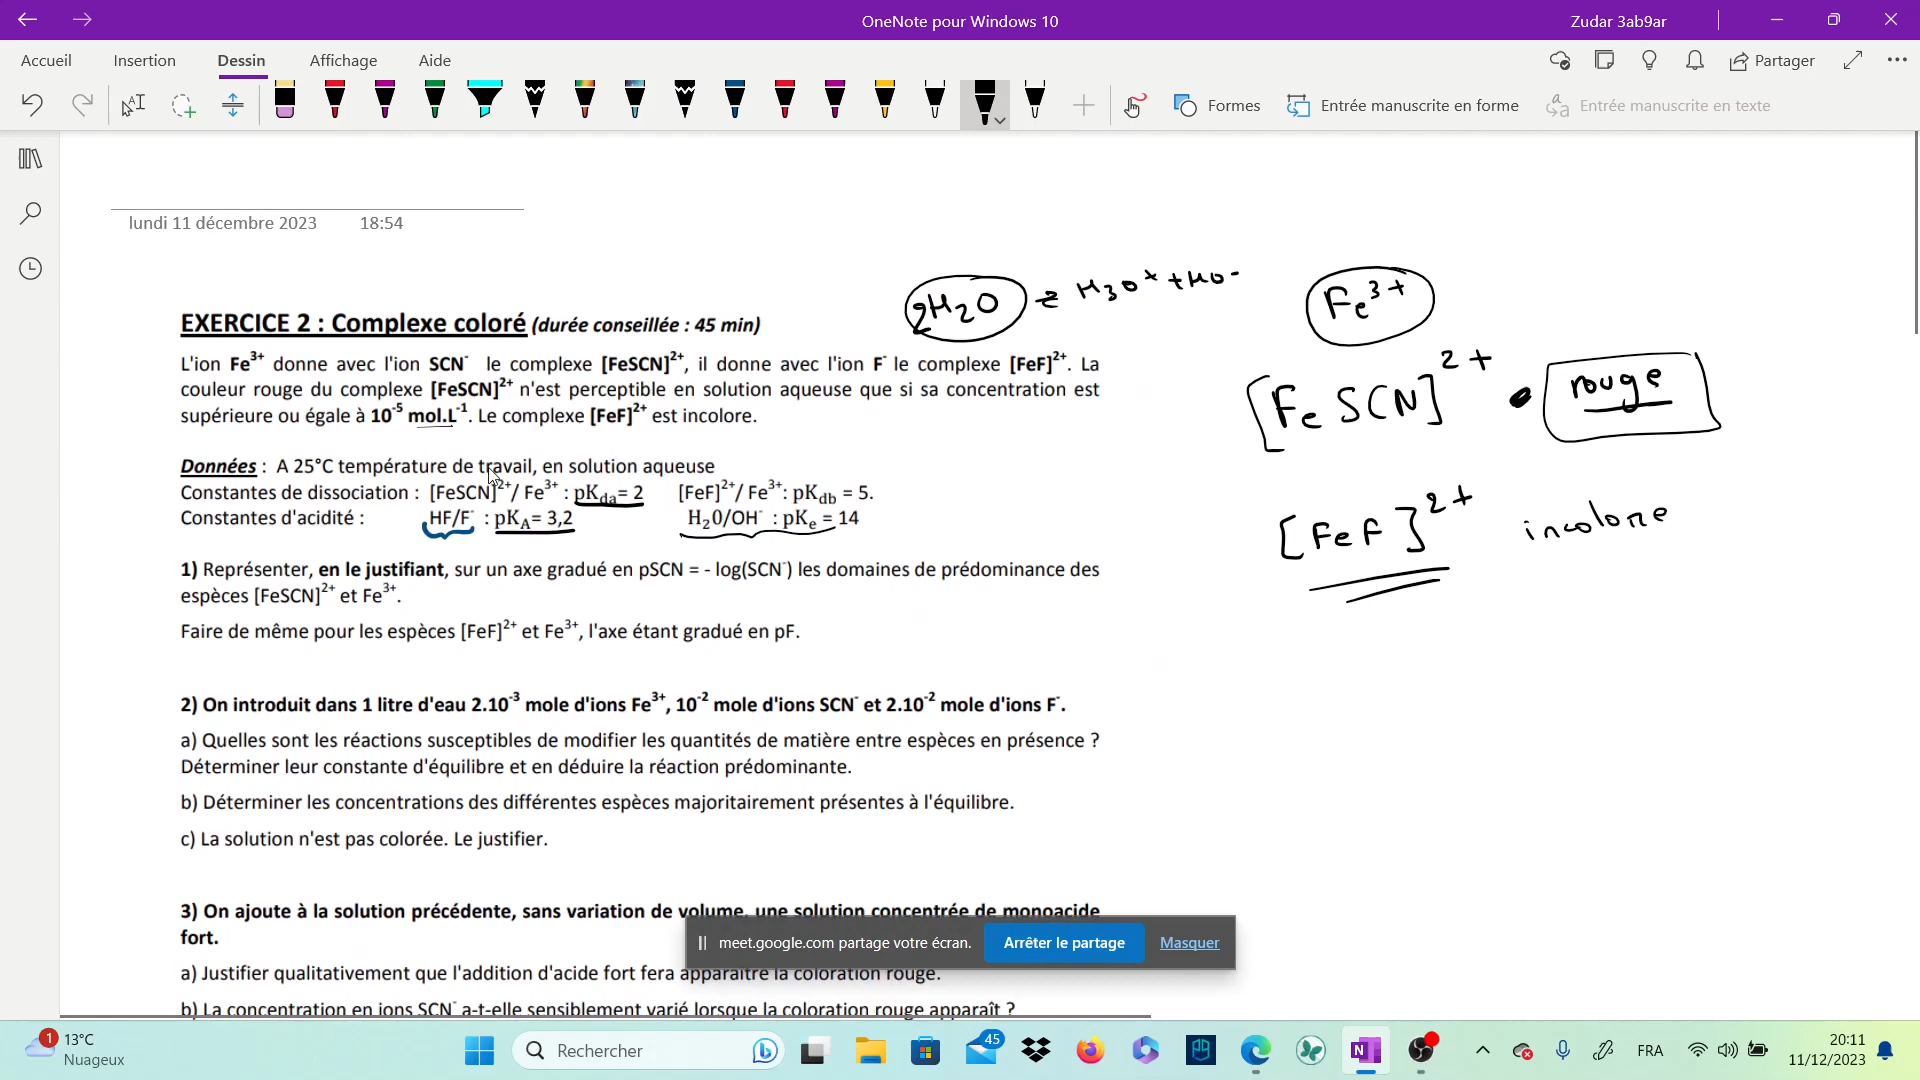 OneNote pour Windows 10
Zudar 3ab9ar
Accueil Insertion Dessin Affichage Aide
Partager
Formes Entrée manuscrite en forme Entrée manuscrite en texte
lundi 11 décembre 2023 18:54
2H2O ⇌ H3O+ + HO-
Fe3+
EXERCICE 2 : Complexe coloré (durée conseillée : 45 min)
L'ion Fe3+ donne avec l'ion SCN- le complexe [FeSCN]2+, il donne avec l'ion F- le complexe [FeF]2+. La
couleur rouge du complexe [FeSCN]2+ n'est perceptible en solution aqueuse que si sa concentration est
supérieure ou égale à 10-5 mol.L-1. Le complexe [FeF]2+ est incolore.
[FeSCN]2+ • rouge
Données : A 25°C température de travail, en solution aqueuse
Constantes de dissociation : [FeSCN]2+/ Fe3+ : pKda= 2 [FeF]2+/ Fe3+: pKdb = 5.
Constantes d'acidité : HF/F- : pKA= 3,2 H20/OH- : pKe = 14
[FeF]2+ incolore
1) Représenter, en le justifiant, sur un axe gradué en pSCN = - log(SCN-) les domaines de prédominance des
espèces [FeSCN]2+ et Fe3+.
Faire de même pour les espèces [FeF]2+ et Fe3+, l'axe étant gradué en pF.
2) On introduit dans 1 litre d'eau 2.10-3 mole d'ions Fe3+, 10-2 mole d'ions SCN- et 2.10-2 mole d'ions F-.
a) Quelles sont les réactions susceptibles de modifier les quantités de matière entre espèces en présence ?
Déterminer leur constante d'équilibre et en déduire la réaction prédominante.
b) Déterminer les concentrations des différentes espèces majoritairement présentes à l'équilibre.
c) La solution n'est pas colorée. Le justifier.
3) On ajoute à la solution précédente, sans variation de volume, une solution concentrée de monoacide
fort.
meet.google.com partage votre écran. Arrêter le partage Masquer
a) Justifier qualitativement que l'addition d'acide fort fera apparaître la coloration rouge.
b) La concentration en ions SCN- a-t-elle sensiblement varié lorsque la coloration rouge apparaît ?
1 13°C
Nuageux
Rechercher
45
FRA
20:11
11/12/2023